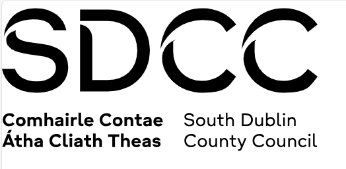 SDCC
Comhairle Contae
Átha Cliath Theas
South Dublin
County Council